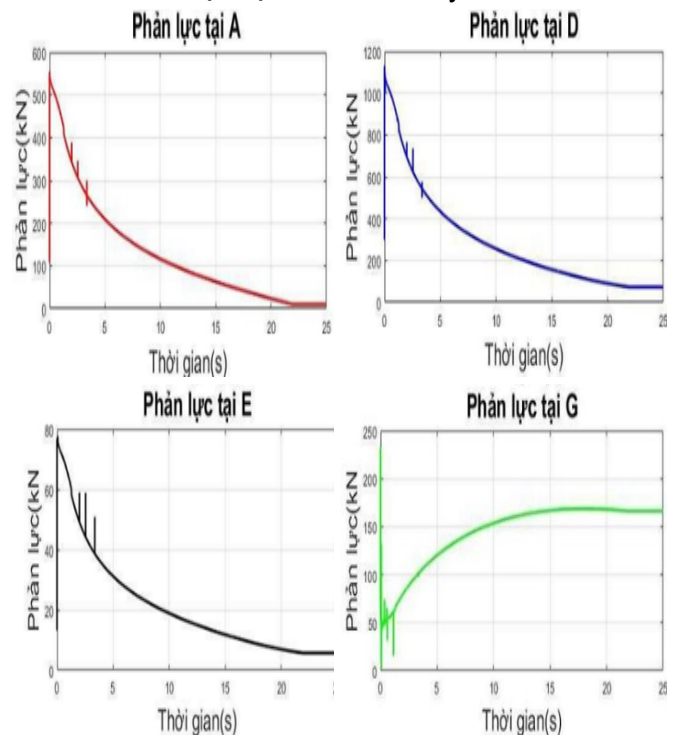 Phản lực tại A
Phản lực(kN)
600
500
400
300
200
100
0
0 5 10 15 20 25
Thời gian(s)
Phản lực tại D
Phản lực(kN
1200
1000
800
600
400
200
0
0 5 10 15 20 25
Thời gian(s)
Phản lực tại E
Phản lực(kN
80
60
40
20
0
0 5 10 15 20
Thời gian(s)
Phản lực tại G
Phản lực(kN
250
200
150
100
50
0
0 5 10 15 20 25
Thời gian(s)